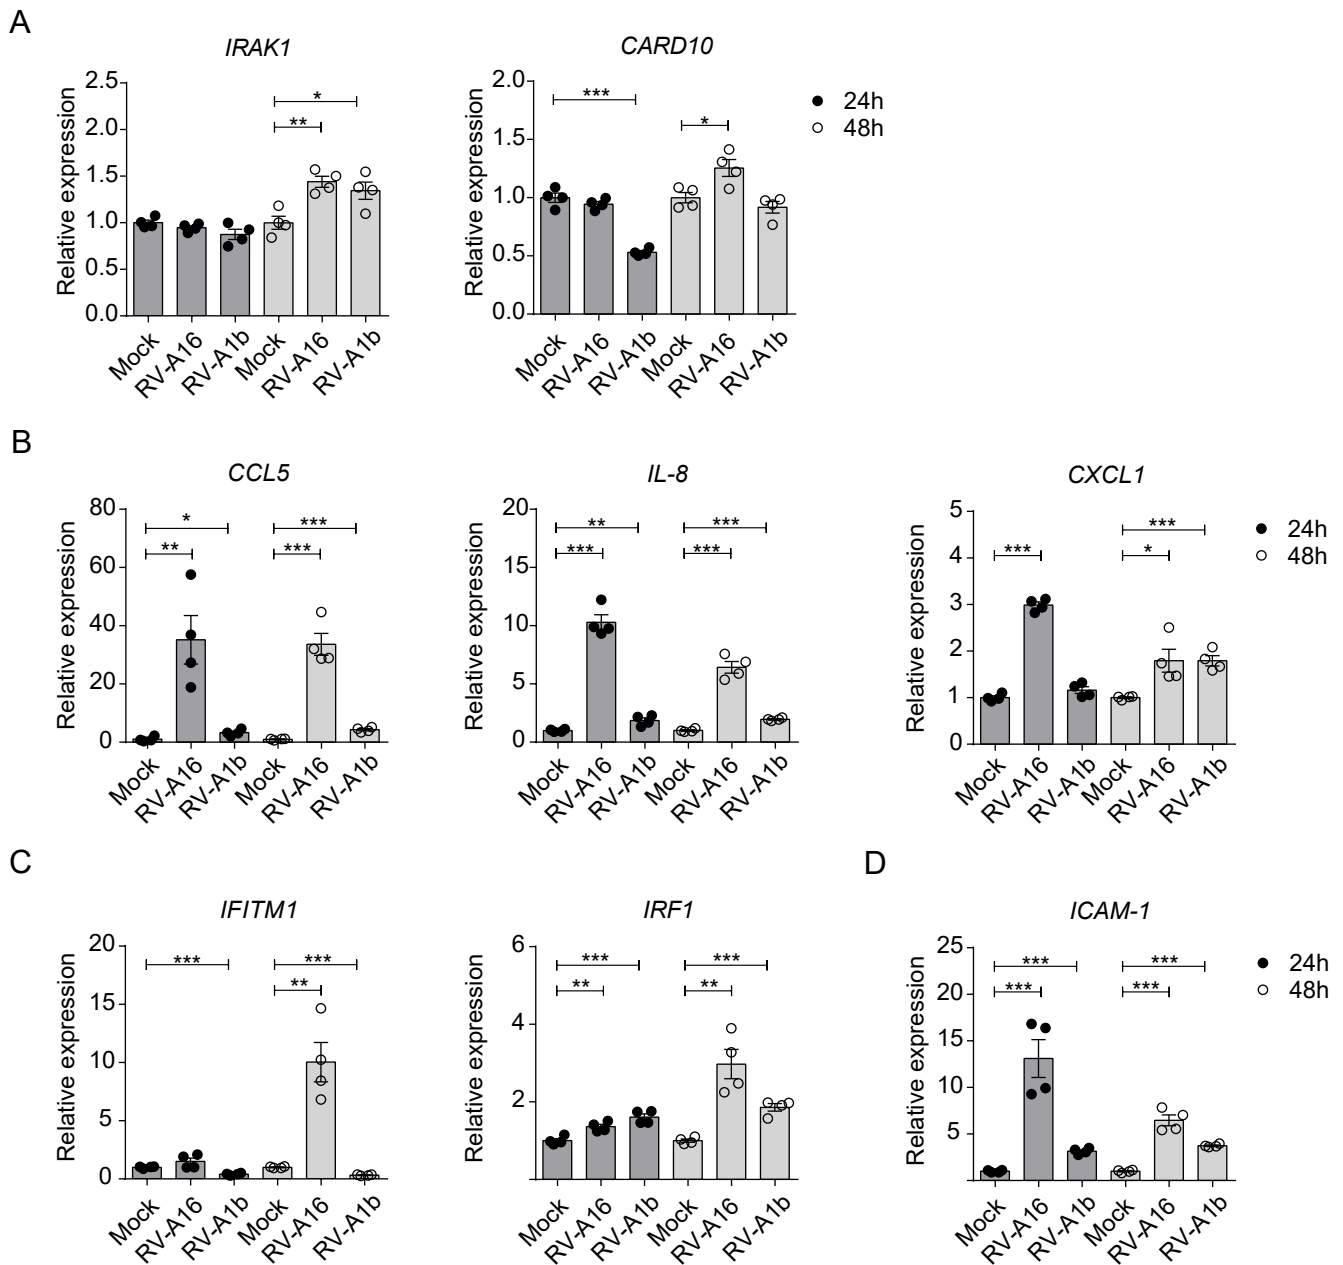 A
IRAK1
CARD10
Relative expression
2.5
2.0
1.5
1.0
0.5
0.0
*
**
Mock
RV-A16
RV-A1b
Mock
RV-A16
RV-A1b
Relative expression
2.0
1.5
1.0
0.5
0.0
***
*
Mock
RV-A16
RV-A1b
Mock
RV-A16
RV-A1b
24h
48h
B
CCL5
IL-8
CXCL1
Relative expression
80
60
40
20
0
*
***
**
***
Mock
RV-A16
RV-A1b
Mock
RV-A16
RV-A1b
Relative expression
20
15
10
5
0
**
***
***
***
Mock
RV-A16
RV-A1b
Mock
RV-A16
RV-A1b
Relative expression
5
4
3
2
1
0
***
***
*
Mock
RV-A16
RV-A1b
Mock
RV-A16
RV-A1b
24h
48h
C
IFITM1
IRF1
Relative expression
20
15
10
5
0
***
***
**
Mock
RV-A16
RV-A1b
Mock
RV-A16
RV-A1b
Relative expression
6
4
2
***
***
**
**
Mock
RV-A16
RV-A1b
Mock
RV-A16
RV-A1b
D
ICAM-1
Relative expression
25
20
15
10
5
***
***
***
***
Mock
RV-A16
RV-A1b
Mock
RV-A16
RV-A1b
24h
48h